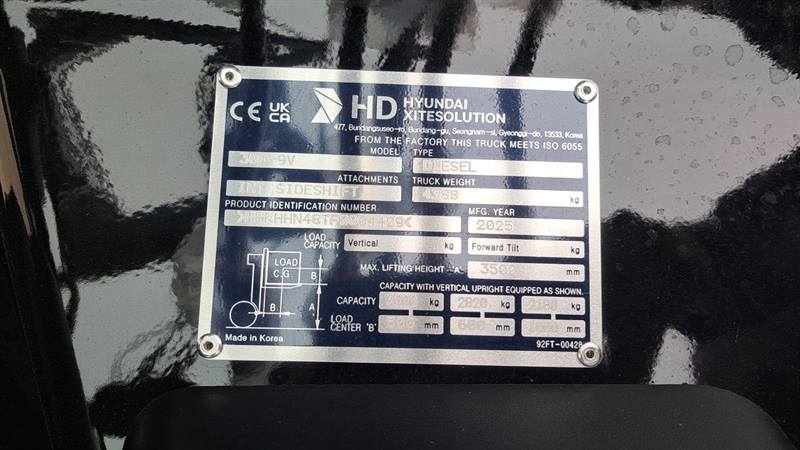 CE UK CA HD HYUNDAI XITESOLUTION
477, Bundangsuseo-ro, Bundang-gu, Seongnam-si, Gyeonggi-do, 13533, Korea
FROM THE FACTORY THIS TRUCK MEETS ISO 6055
MODEL TYPE
DIESEL
ATTACHMENTS TRUCK WEIGHT
INT SIDESHIFT kg
PRODUCT IDENTIFICATION NUMBER MFG. YEAR
2025
LOAD CAPACITY Vertical kg Forward Tilt kg
MAX. LIFTING HEIGHT "A" 3500 mm
LOAD C.G. B A B
CAPACITY WITH VERTICAL UPRIGHT EQUIPPED AS SHOWN.
CAPACITY kg 2820 kg kg
LOAD CENTER 'B' mm 600 mm mm
Made in Korea 92FT-00428